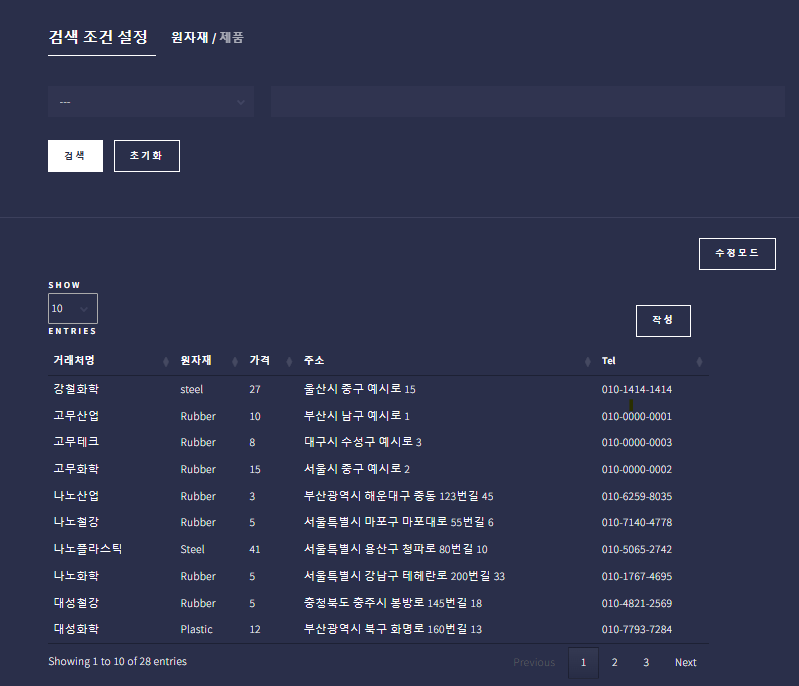 검색 조건 설정 원자재 / 제품
---
검색 초기화
수정모드
SHOW
10
ENTRIES
작성
거래처명 원자재 가격 주소 Tel
강철화학 steel 27 울산시 중구 예시로 15 010-1414-1414
고무산업 Rubber 10 부산시 남구 예시로 1 010-0000-0001
고무테크 Rubber 8 대구시 수성구 예시로 3 010-0000-0003
고무화학 Rubber 15 서울시 중구 예시로 2 010-0000-0002
나노산업 Rubber 3 부산광역시 해운대구 중동 123번길 45 010-6259-8035
나노철강 Rubber 5 서울특별시 마포구 마포대로 55번길 6 010-7140-4778
나노플라스틱 Steel 41 서울특별시 용산구 청파로 80번길 10 010-5065-2742
나노화학 Rubber 5 서울특별시 강남구 테헤란로 200번길 33 010-1767-4695
대성철강 Rubber 5 충청북도 충주시 봉방로 145번길 18 010-4821-2569
대성화학 Plastic 12 부산광역시 북구 화명로 160번길 13 010-7793-7284
Showing 1 to 10 of 28 entries Previous 1 2 3 Next